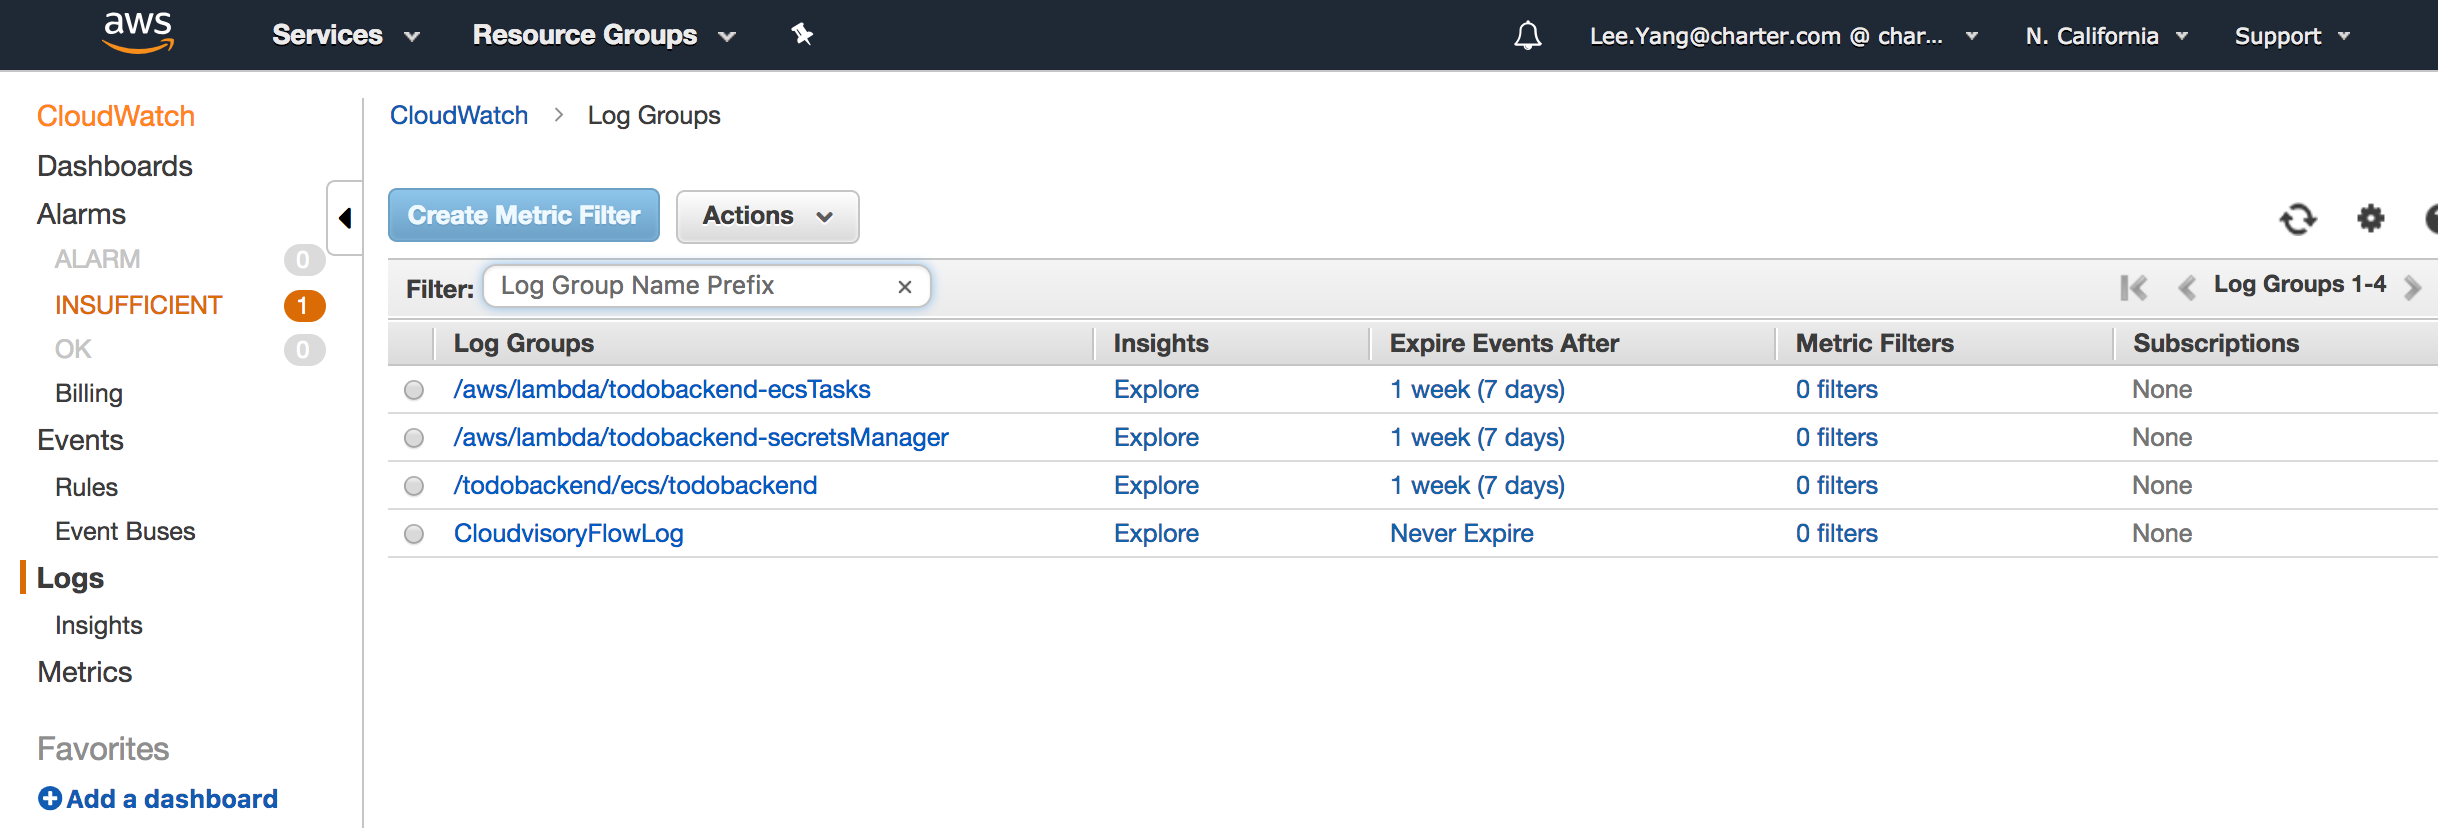 aws Services Resource Groups Lee.Yang@charter.com @ char... N. California Support
CloudWatch
Dashboards
Alarms
ALARM 0
INSUFFICIENT 1
OK 0
Billing
Events
Rules
Event Buses
Logs
Insights
Metrics
Favorites
Add a dashboard
CloudWatch > Log Groups
Create Metric Filter Actions
Filter: Log Group Name Prefix × Log Groups 1-4
Log Groups Insights Expire Events After Metric Filters Subscriptions
/aws/lambda/todobackend-ecsTasks Explore 1 week (7 days) 0 filters None
/aws/lambda/todobackend-secretsManager Explore 1 week (7 days) 0 filters None
/todobackend/ecs/todobackend Explore 1 week (7 days) 0 filters None
CloudvisoryFlowLog Explore Never Expire 0 filters None